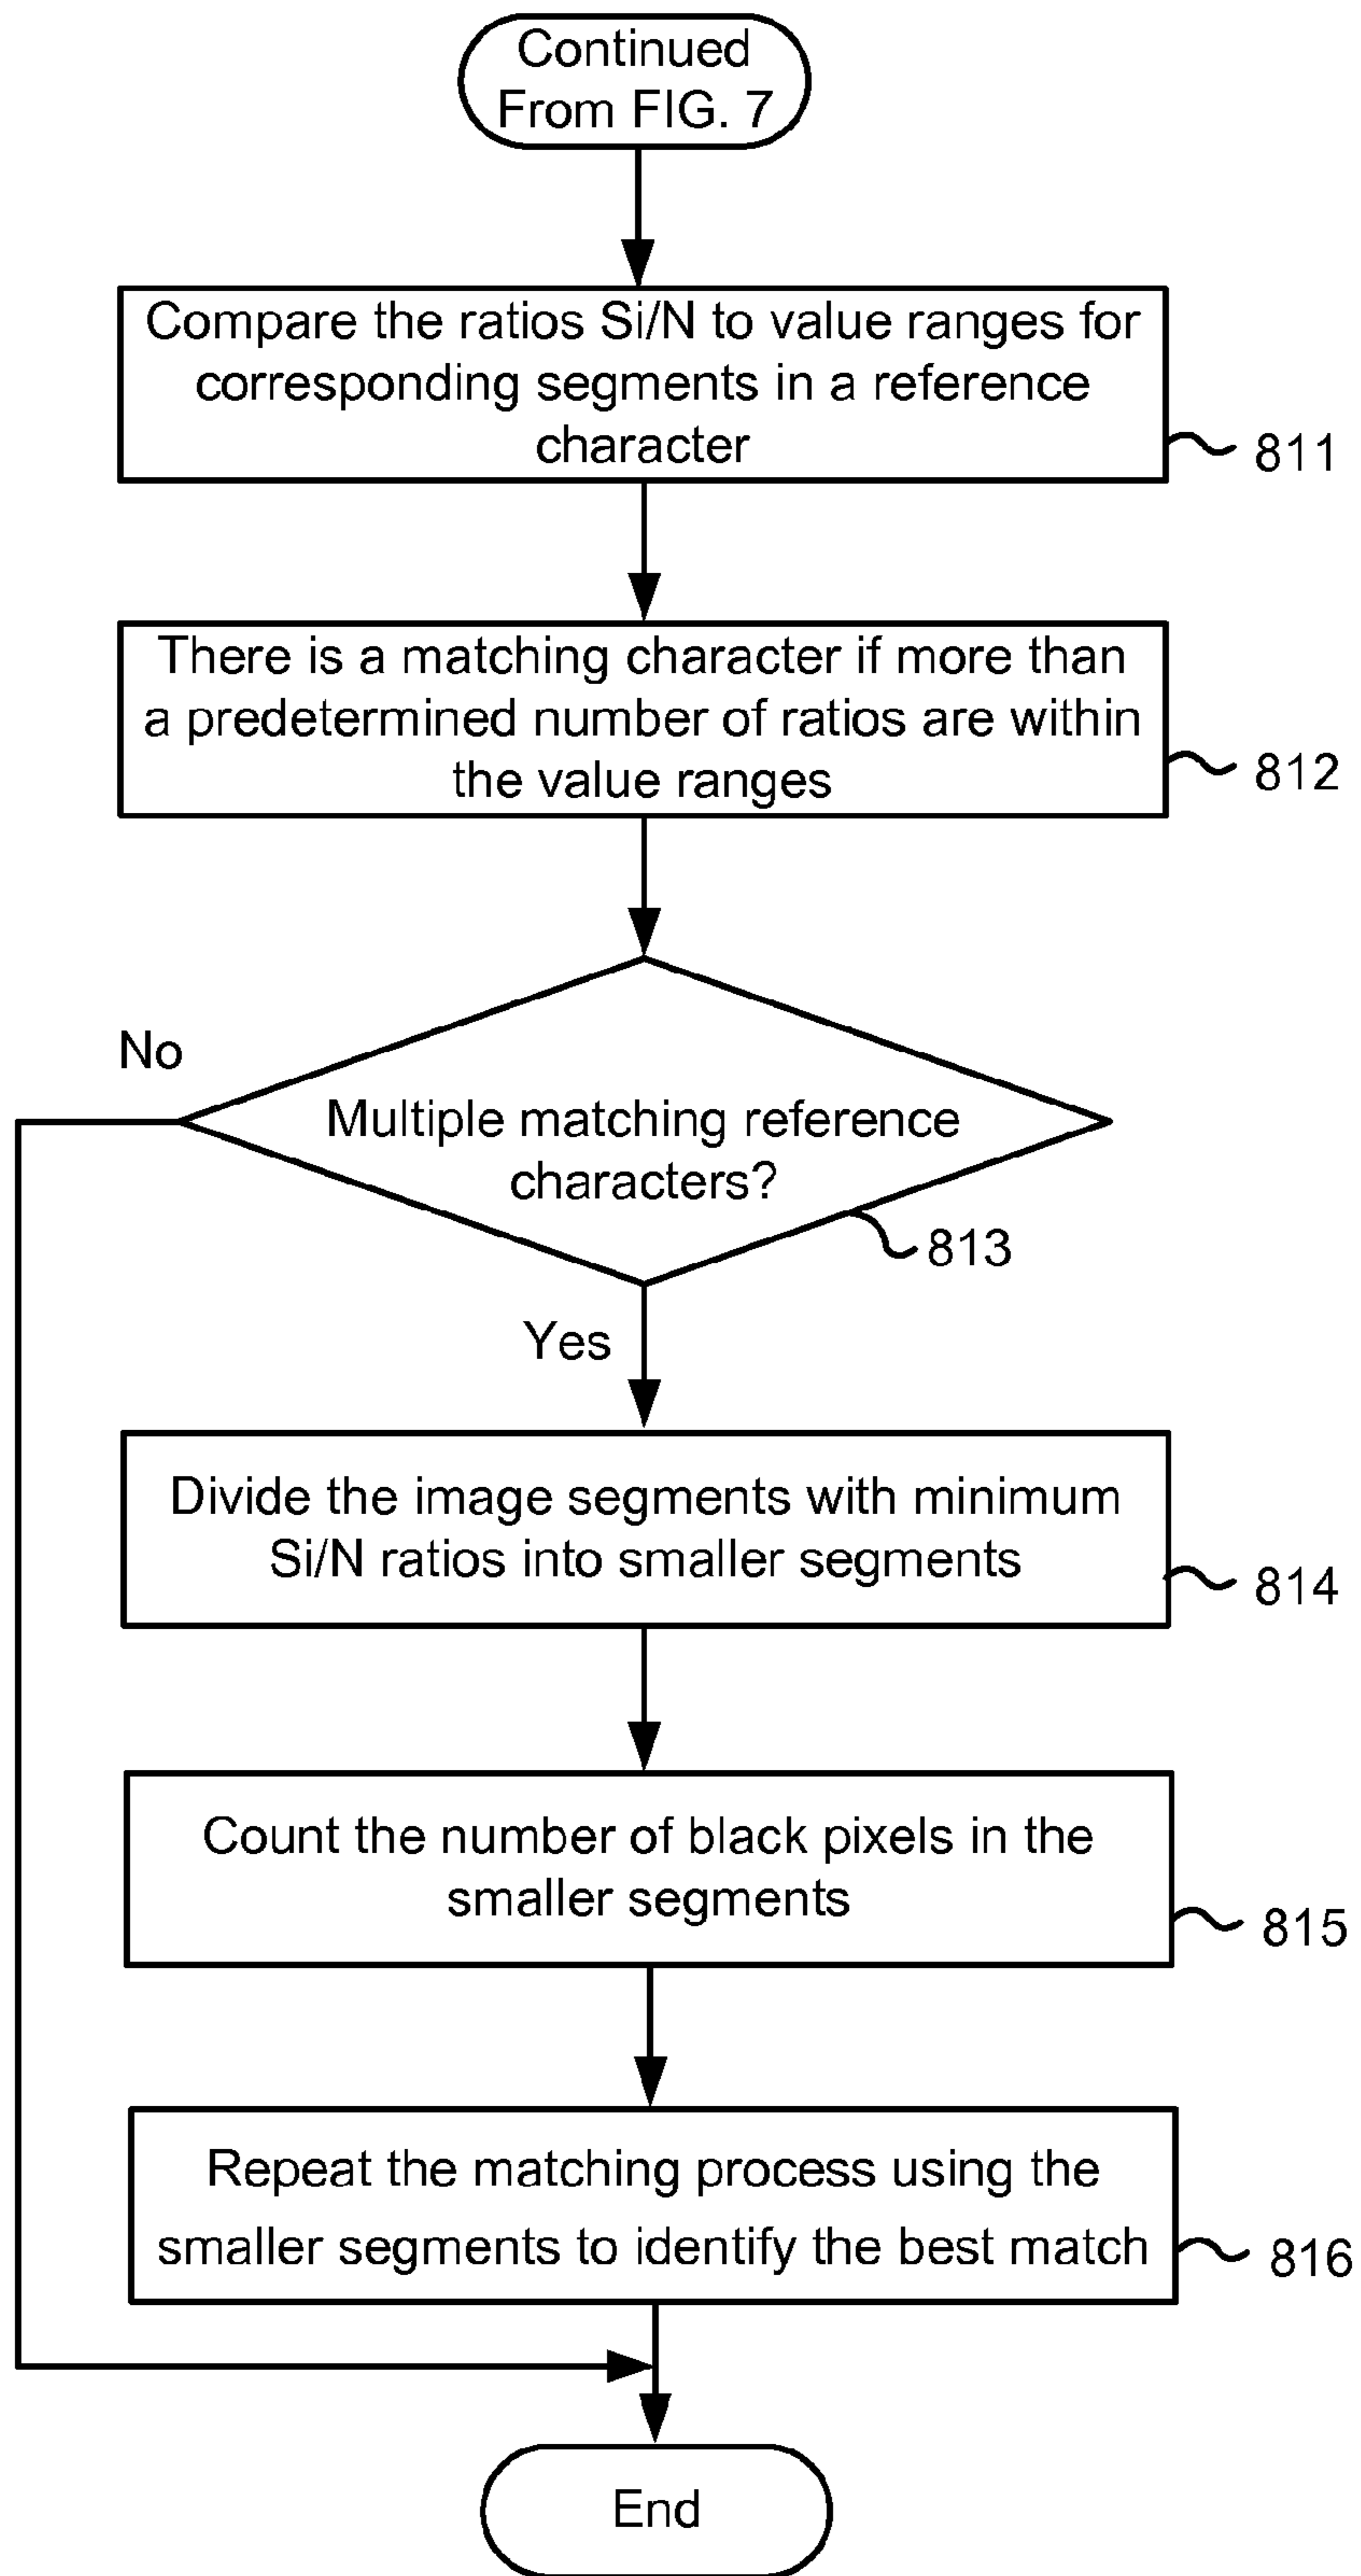 Continued
From FIG. 7
Compare the ratios Si/N to value ranges for
corresponding segments in a reference
character
811
There is a matching character if more than
a predetermined number of ratios are within
the value ranges
812
No
Multiple matching reference
characters?
813
Yes
Divide the image segments with minimum
Si/N ratios into smaller segments
814
Count the number of black pixels in the
smaller segments
815
Repeat the matching process using the
smaller segments to identify the best match
816
End